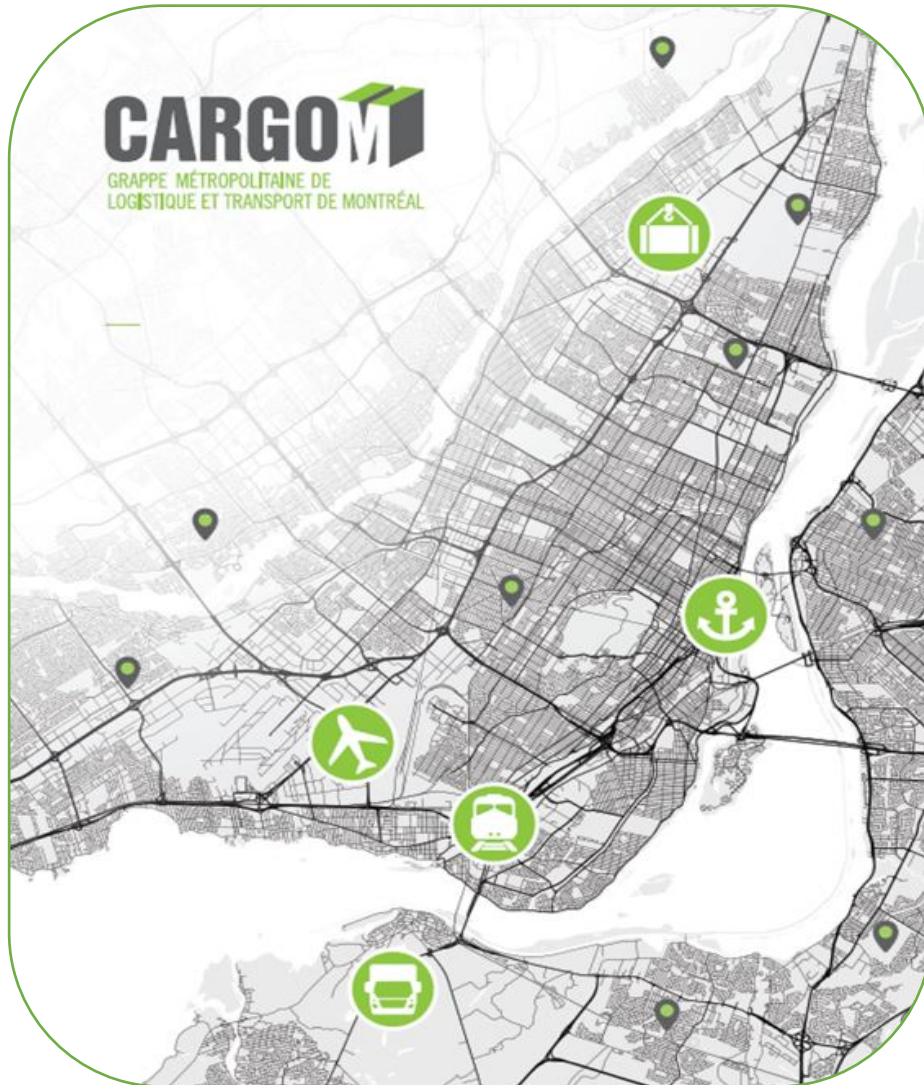 CARGOM
GRAPPE MÉTROPOLITAINE DE
LOGISTIQUE ET TRANSPORT DE MONTRÉAL